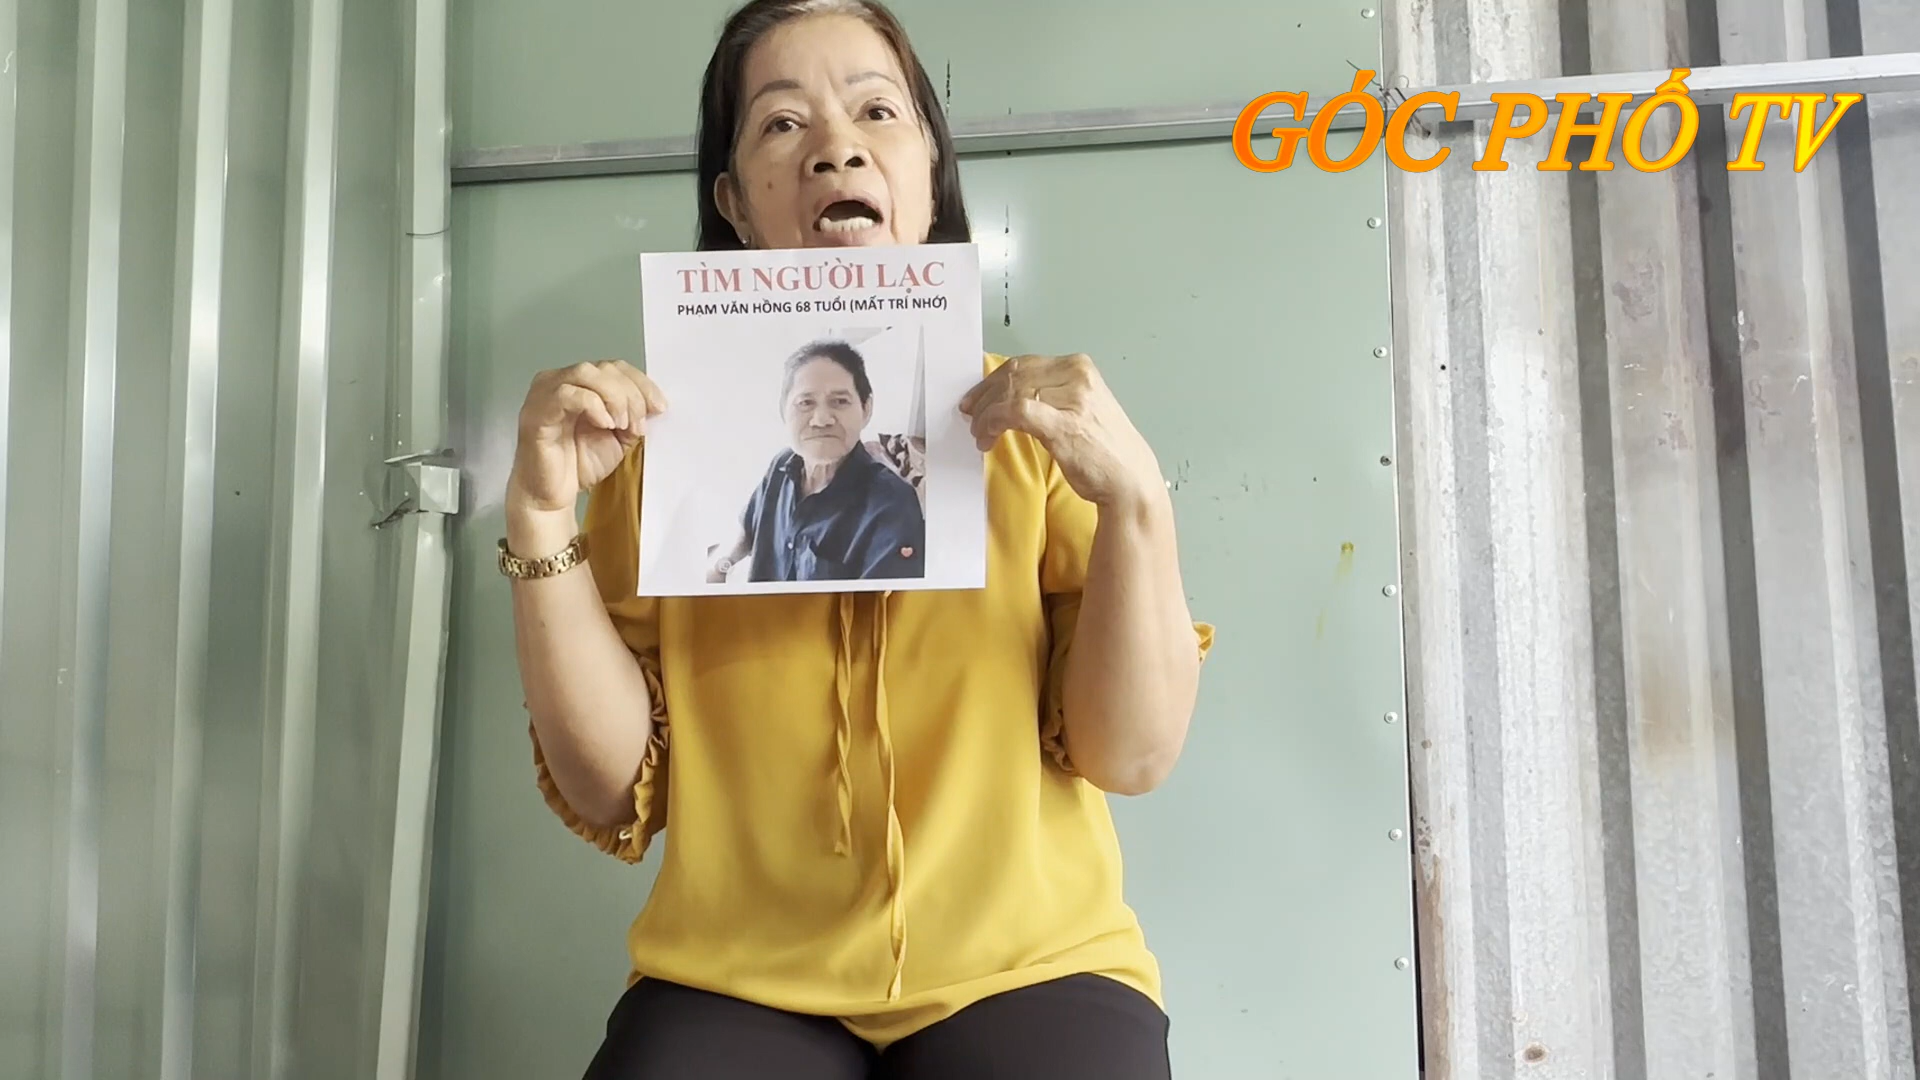 GÓC PHỐ TV
TÌM NGƯỜI LẠC
PHẠM VĂN HỒNG 68 TUỔI (MẤT TRÍ NHỚ)